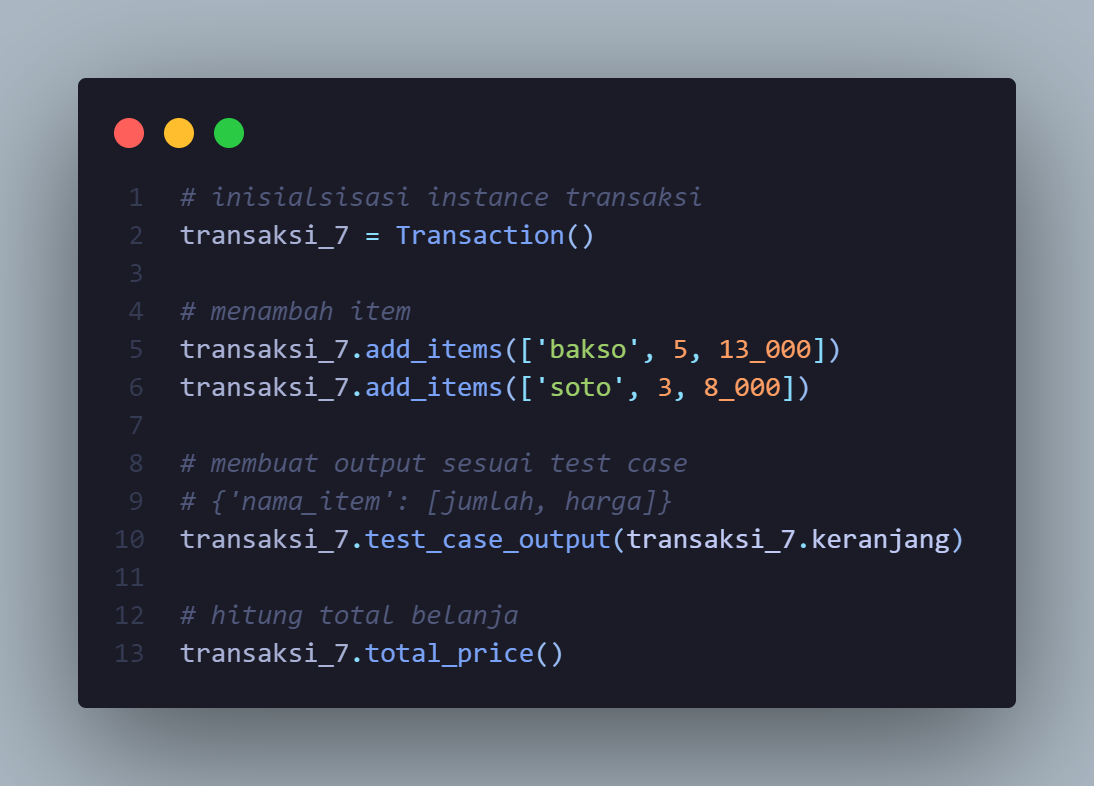 1 # inisialsisasi instance transaksi
2 transaksi_7 = Transaction()
3
4 # menambah item
5 transaksi_7.add_items(['bakso', 5, 13_000])
6 transaksi_7.add_items(['soto', 3, 8_000])
7
8 # membuat output sesuai test case
9 # {'nama_item': [jumlah, harga]}
10 transaksi_7.test_case_output(transaksi_7.keranjang)
11
12 # hitung total belanja
13 transaksi_7.total_price()